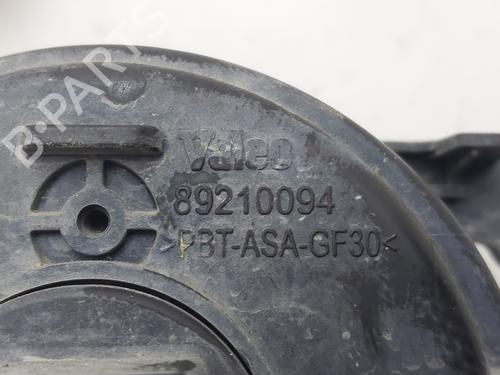 B-PARTS
Valeo
89210094
>PBT-ASA-GF30<